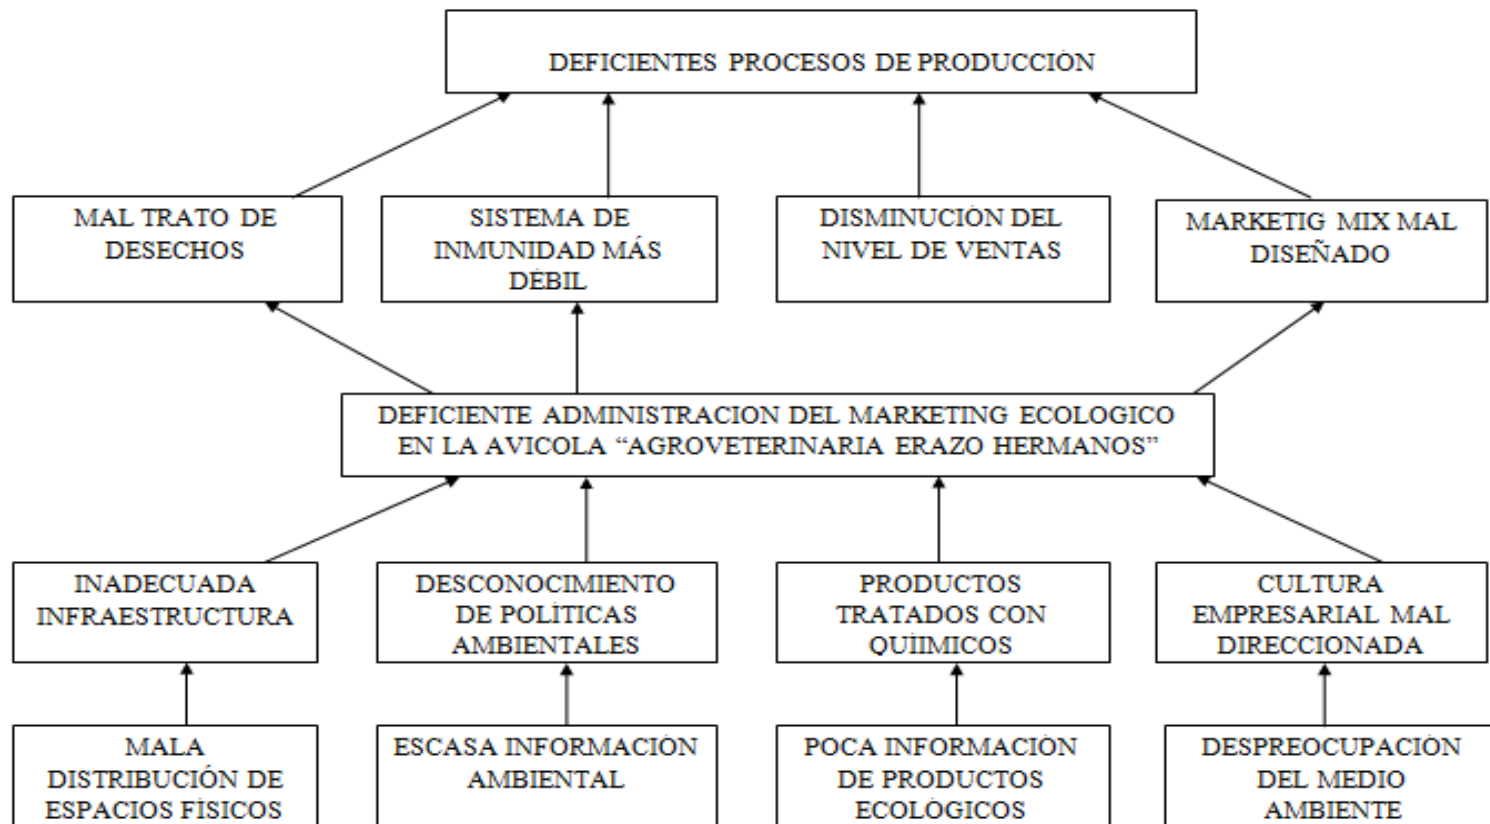 DEFICIENTES PROCESOS DE PRODUCCIÓN
MAL TRATO DE
DESECHOS
SISTEMA DE
INMUNIDAD MÁS
DÉBIL
DISMINUCIÓN DEL
NIVEL DE VENTAS
MARKETIG MIX MAL
DISEÑADO
DEFICIENTE ADMINISTRACION DEL MARKETING ECOLOGICO
EN LA AVICOLA “AGROVETERINARIA ERAZO HERMANOS”
INADECUADA
INFRAESTRUCTURA
DESCONOCIMIENTO
DE POLÍTICAS
AMBIENTALES
PRODUCTOS
TRATADOS CON
QUÍIMICOS
CULTURA
EMPRESARIAL MAL
DIRECCIONADA
MALA
DISTRIBUCIÓN DE
ESPACIOS FÍSICOS
ESCASA INFORMACIÓN
AMBIENTAL
POCA INFORMACIÓN
DE PRODUCTOS
ECOLÓGICOS
DESPREOCUPACIÓN
DEL MEDIO
AMBIENTE